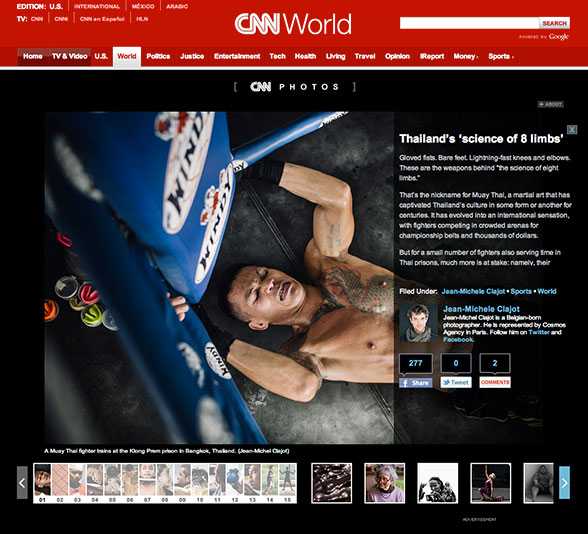 EDITION: U.S. INTERNATIONAL MÉXICO ARABIC
TV: CNN CNNi CNN en Español HLN
CNN World
SEARCH
POWERED BY Google
Home TV & Video U.S. World Politics Justice Entertainment Tech Health Living Travel Opinion iReport Money Sports
[ CNN PHOTOS ]
ABOUT
X
WINDY
WINDY
WINDY
Thailand's 'science of 8 limbs'
Gloved fists. Bare feet. Lightning-fast knees and elbows.
These are the weapons behind "the science of eight
limbs."
That's the nickname for Muay Thai, a martial art that has
captivated Thailand's culture in some form or another for
centuries. It has evolved into an international sensation,
with fighters competing in crowded arenas for
championship belts and thousands of dollars.
But for a small number of fighters also serving time in
Thai prisons, much more is at stake: namely, their
Filed Under: Jean-Michele Clajot • Sports • World
Jean-Michele Clajot
Jean-Michel Clajot is a Belgian-born
photographer. He is represented by Cosmos
Agency in Paris. Follow him on Twitter and
Facebook.
277 0 2
Share Tweet COMMENTS
A Muay Thai fighter trains at the Klong Prem prison in Bangkok, Thailand. (Jean-Michel Clajot)
01 02 03 04 05 06 07 08 09 10 11 12 13 14 15
ADVERTISEMENT